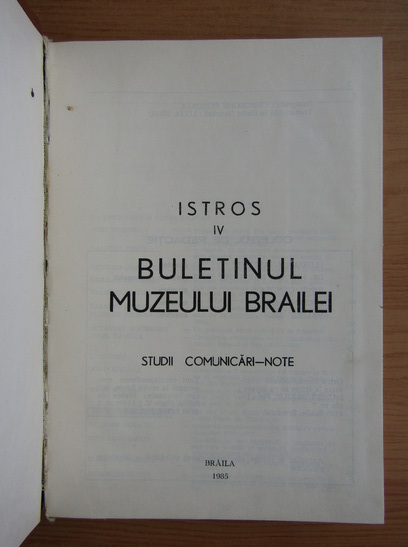 ISTROS
IV
BULETINUL
MUZEULUI BRAILEI
STUDII COMUNICĂRI—NOTE
BRĂILA
1985